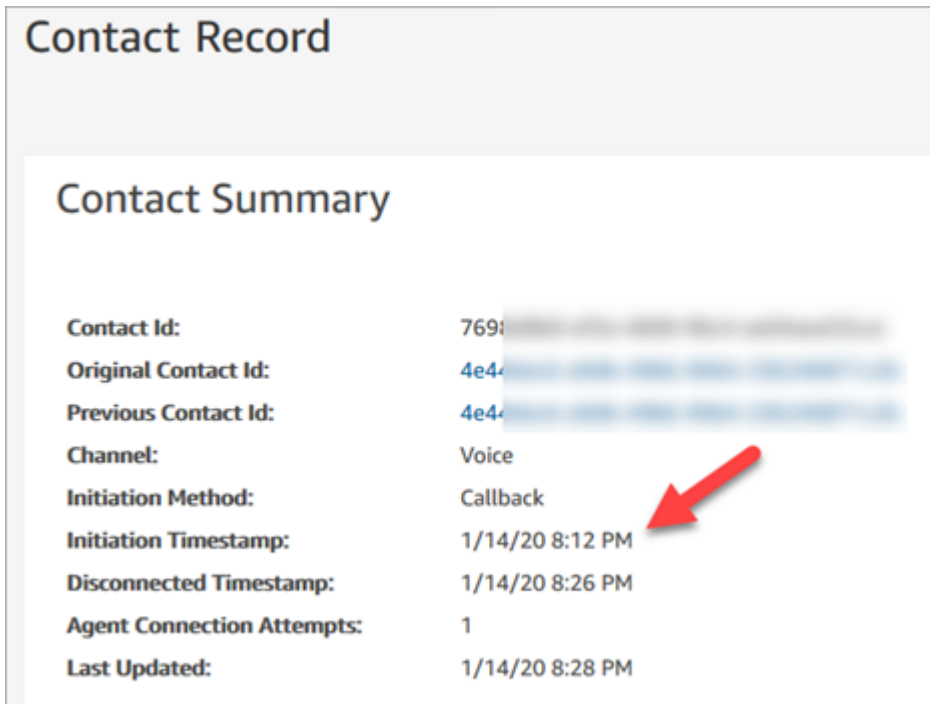 Contact Record
Contact Summary
Contact Id: 769
Original Contact Id: 4e44
Previous Contact Id: 4e44
Channel: Voice
Initiation Method: Callback
Initiation Timestamp: 1/14/20 8:12 PM
Disconnected Timestamp: 1/14/20 8:26 PM
Agent Connection Attempts: 1
Last Updated: 1/14/20 8:28 PM